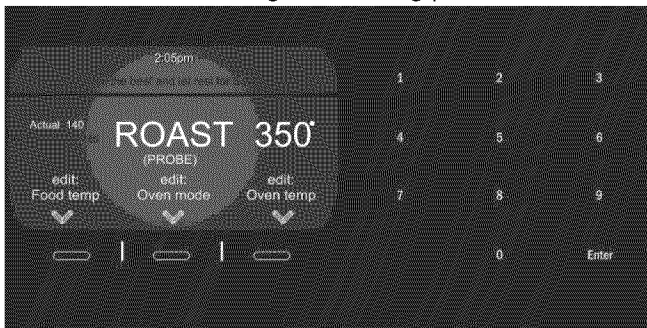 2:05pm
Actual 140
ROAST 350°
(PROBE)
edit: edit: edit:
Food temp Oven mode Oven temp
1 2 3
4 5 6
7 8 9
0 Enter